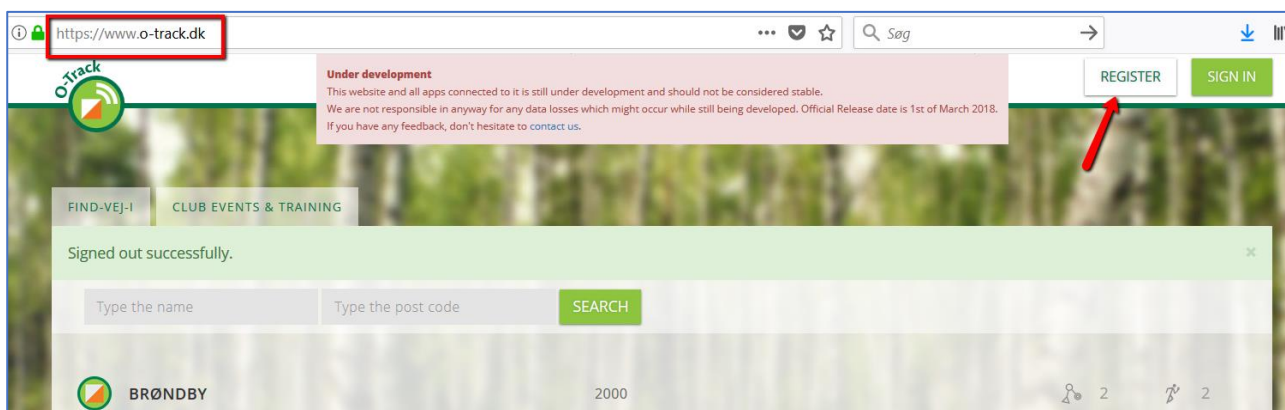 https://www.o-track.dk
Søg
O-Track
Under development
This website and all apps connected to it is still under development and should not be considered stable.
We are not responsible in anyway for any data losses which might occur while still being developed. Official Release date is 1st of March 2018.
If you have any feedback, don't hesitate to contact us.
REGISTER
SIGN IN
FIND-VEJ-I
CLUB EVENTS & TRAINING
Signed out successfully.
Type the name
Type the post code
SEARCH
BRØNDBY
2000
2
2